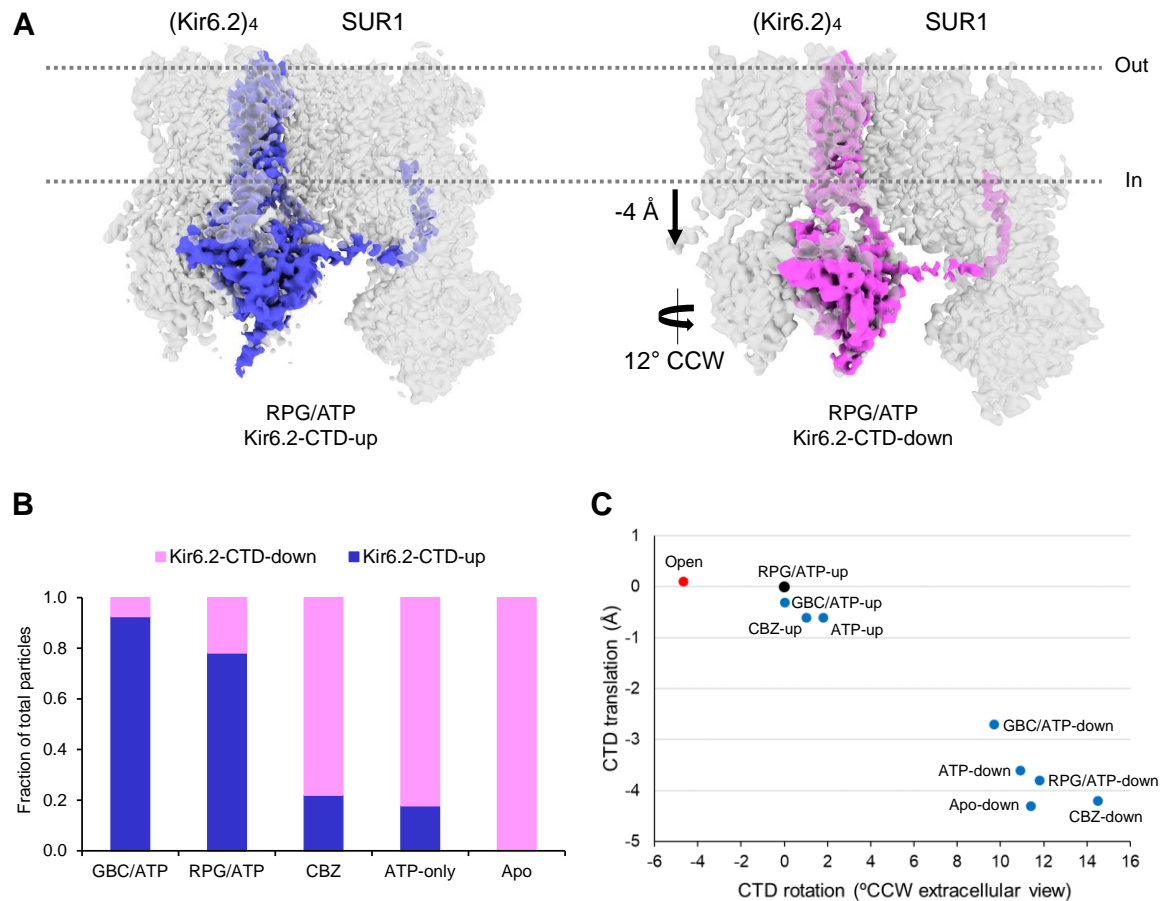 A
(Kir6.2)4 SUR1
(Kir6.2)4 SUR1
Out
In
-4 Å
12° CCW
RPG/ATP
Kir6.2-CTD-up
RPG/ATP
Kir6.2-CTD-down
B
Kir6.2-CTD-down Kir6.2-CTD-up
Fraction of total particles
1.0
0.8
0.6
0.4
0.2
0.0
GBC/ATP RPG/ATP CBZ ATP-only Apo
C
CTD translation (Å)
1
0
-1
-2
-3
-4
-5
Open
RPG/ATP-up
GBC/ATP-up
CBZ-up ATP-up
GBC/ATP-down
ATP-down
RPG/ATP-down
Apo-down
CBZ-down
-6 -4 -2 0 2 4 6 8 10 12 14 16
CTD rotation (ºCCW extracellular view)